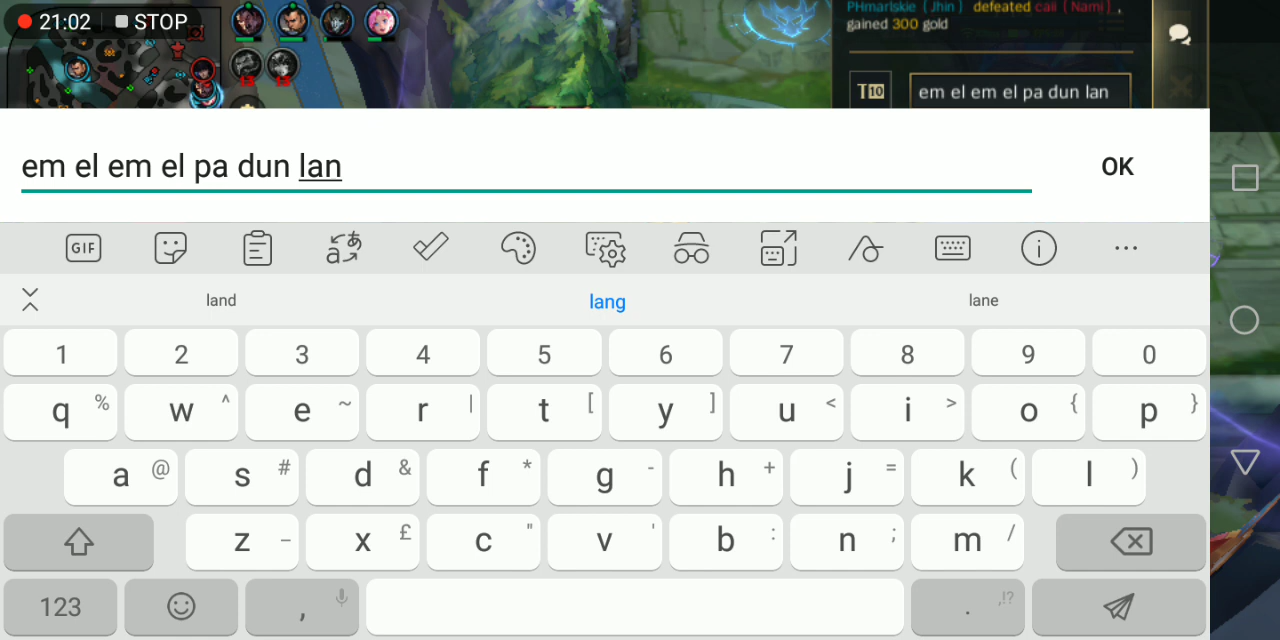 21:02 STOP
PHmarlskie ( Jhin ) defeated caii ( Nami ) ,
gained 300 gold
T10 em el em el pa dun lan
em el em el pa dun lan OK
GIF
land lang lane
1 2 3 4 5 6 7 8 9 0
q % w ^ e ~ r | t [ y ] u < i > o { p }
a @ s # d & f * g - h + j = k ( l )
z _ x £ c " v ' b : n ; m /
123 , . ,!?